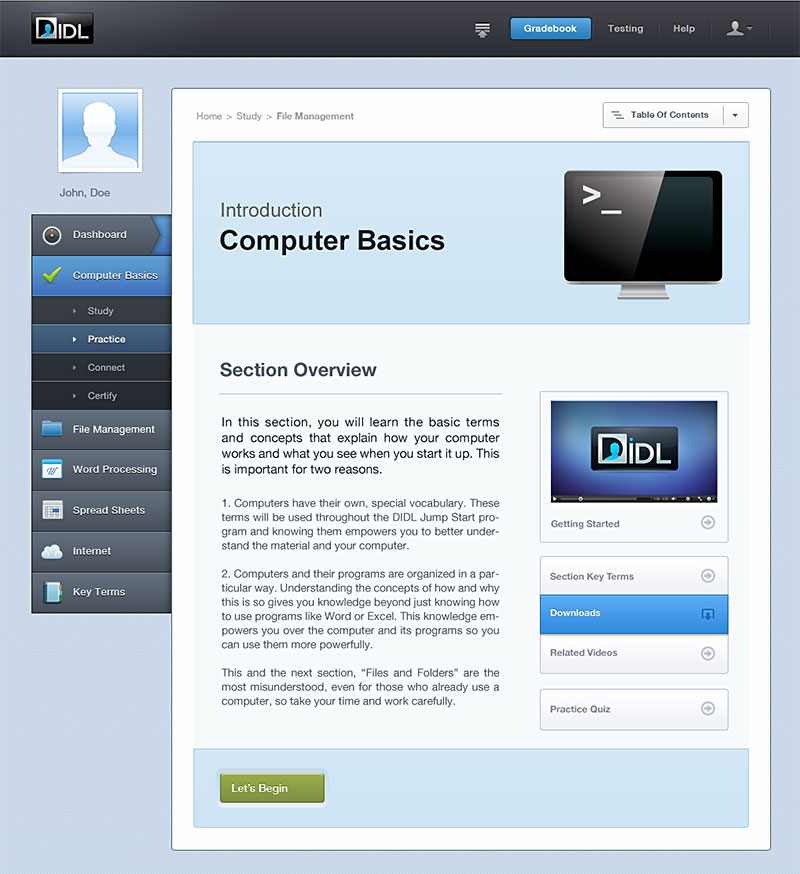 DIDL
Gradebook
Testing
Help
John, Doe
Dashboard
Computer Basics
Study
Practice
Connect
Certify
File Management
Word Processing
Spread Sheets
Internet
Key Terms
Home > Study > File Management
Table Of Contents
>_
Introduction
Computer Basics
Section Overview
In this section, you will learn the basic terms
and concepts that explain how your computer
works and what you see when you start it up. This
is important for two reasons.
1. Computers have their own, special vocabulary. These
terms will be used throughout the DIDL Jump Start pro-
gram and knowing them empowers you to better under-
stand the material and your computer.
2. Computers and their programs are organized in a par-
ticular way. Understanding the concepts of how and why
this is so gives you knowledge beyond just knowing how
to use programs like Word or Excel. This knowledge em-
powers you over the computer and its programs so you
can use them more powerfully.
This and the next section, “Files and Folders” are the
most misunderstood, even for those who already use a
computer, so take your time and work carefully.
DIDL
Getting Started
Section Key Terms
Downloads
Related Videos
Practice Quiz
Let's Begin